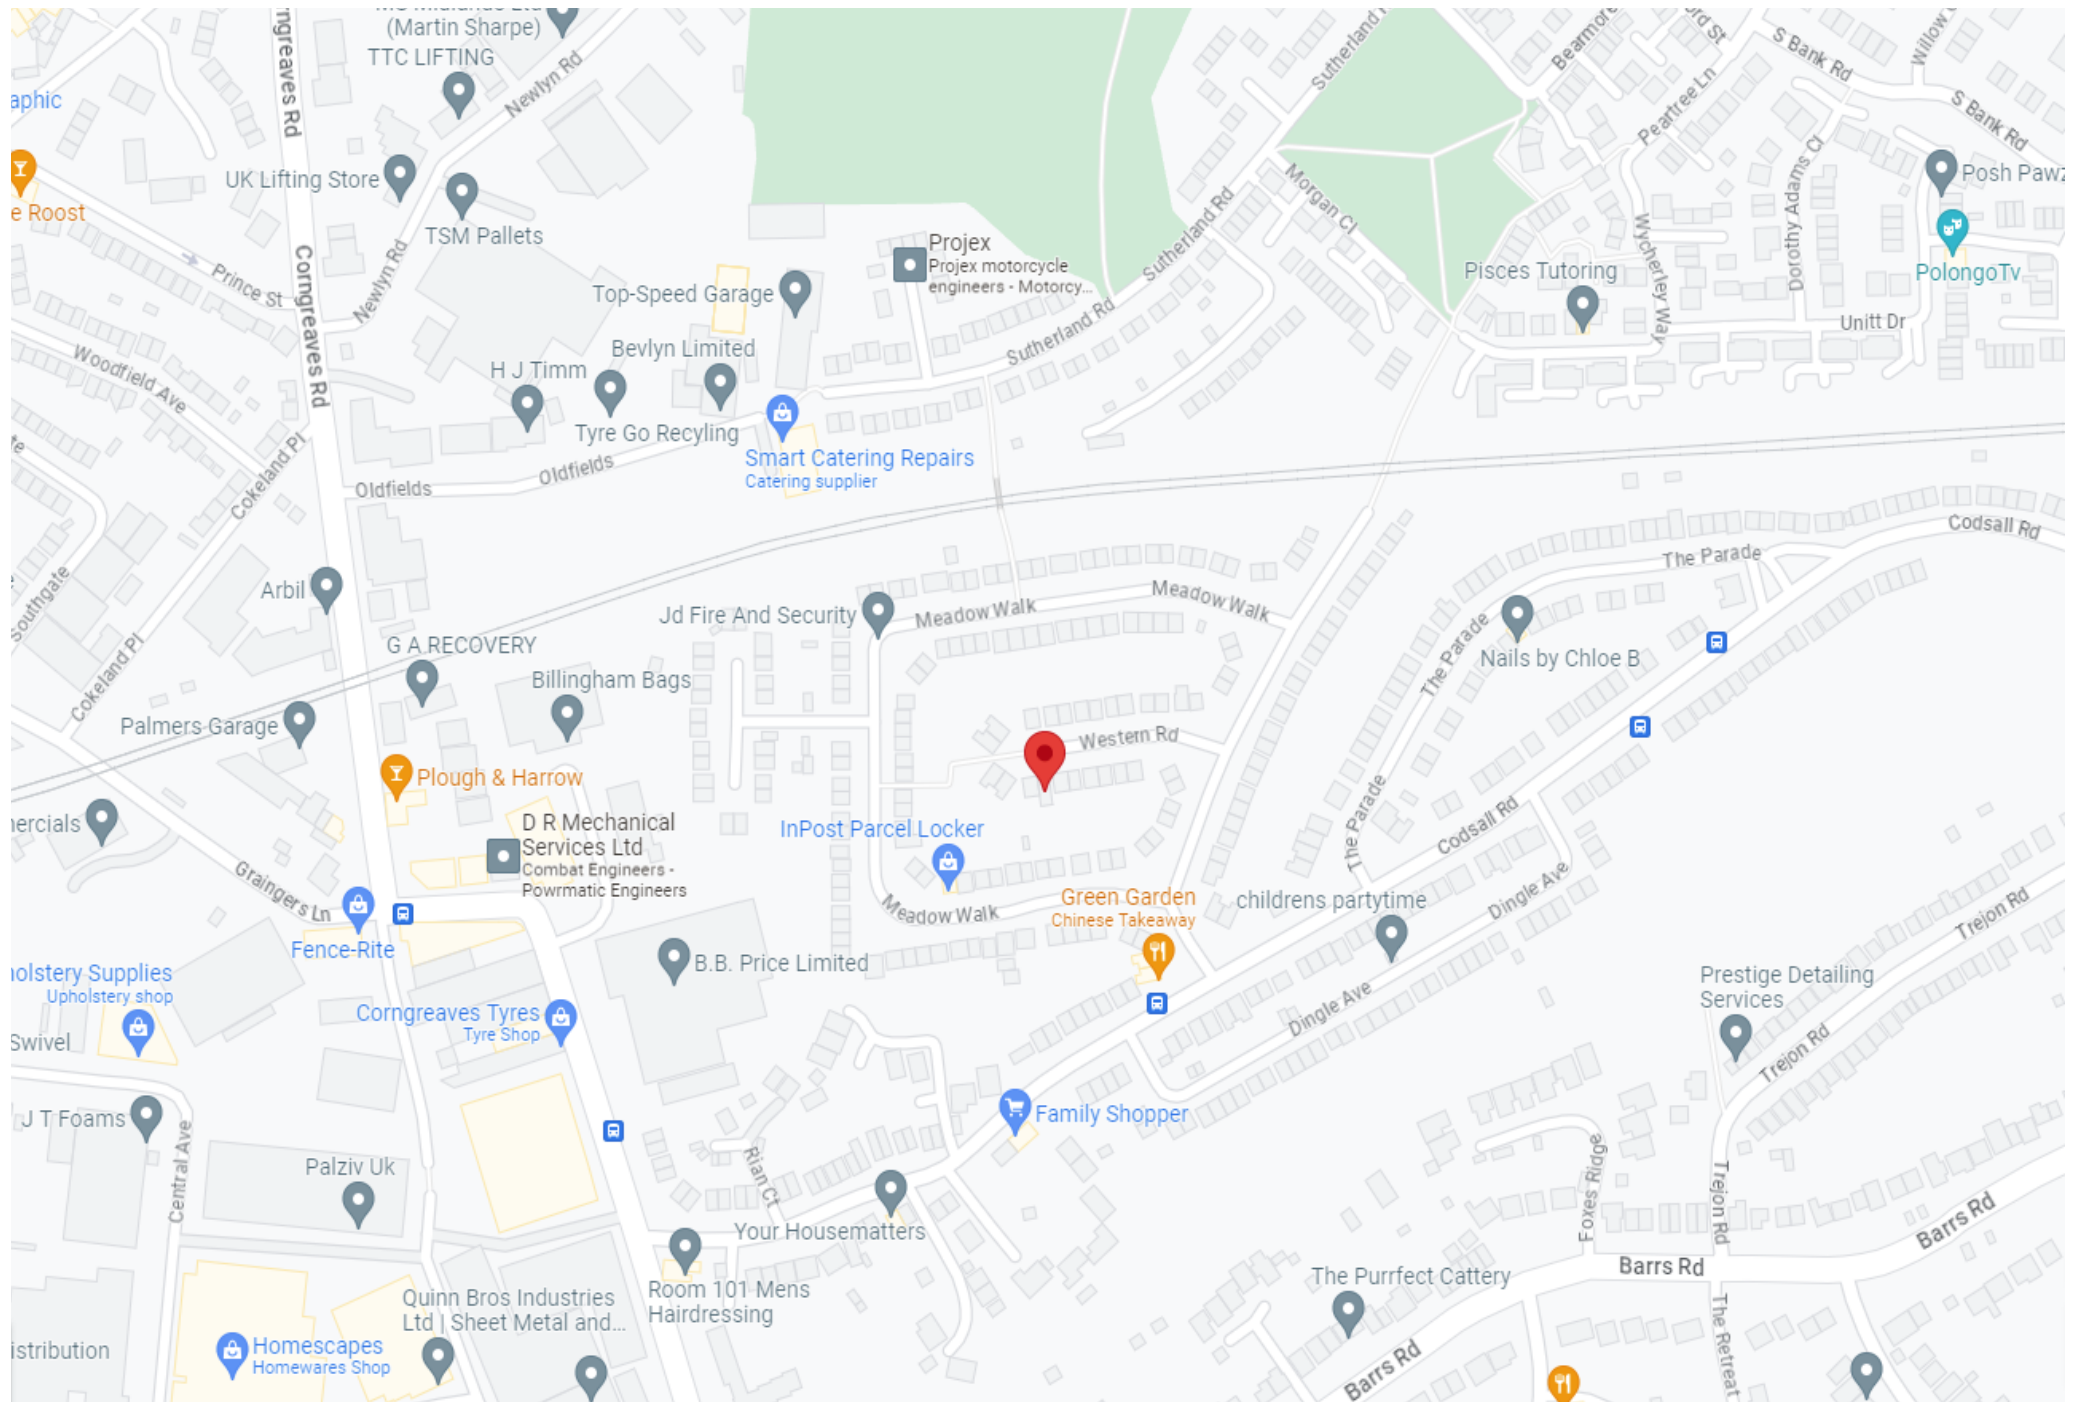 (Martin Sharpe)
TTC LIFTING
Newlyn Rd
Sutherland
Bearmore
S Bank Rd
Willow
aphic
Corngreaves Rd
Peartree Ln
S Bank Rd
UK Lifting Store
Posh Pawz
e Roost
TSM Pallets
Morgan Cl
Wycherley Way
Dorothy Adams Cl
Prince St
Newlyn Rd
Projex
Projex motorcycle
engineers - Motorcy...
Sutherland Rd
Pisces Tutoring
PolongoTv
Top-Speed Garage
Corngreaves Rd
Unitt Dr
Sutherland Rd
Woodfield Ave
Bevlyn Limited
H J Timm
Tyre Go Recyling
Cokeland Pl
Smart Catering Repairs
Catering supplier
Oldfields
Oldfields
Codsall Rd
The Parade
Southgate
Arbil
Jd Fire And Security
Meadow Walk
Meadow Walk
The Parade
Nails by Chloe B
G A RECOVERY
Cokeland Pl
Billingham Bags
Palmers Garage
Western Rd
Plough & Harrow
ercials
D R Mechanical
Services Ltd
Combat Engineers -
Powrmatic Engineers
InPost Parcel Locker
The Parade
Codsall Rd
Graingers Ln
Meadow Walk
Green Garden
Chinese Takeaway
childrens partytime
Dingle Ave
Trejon Rd
Fence-Rite
B.B. Price Limited
olstery Supplies
Upholstery shop
Prestige Detailing
Services
Corngreaves Tyres
Tyre Shop
Dingle Ave
Swivel
Trejon Rd
J T Foams
Family Shopper
Central Ave
Palziv Uk
Rian Ct
Foxes Ridge
Trejon Rd
Barrs Rd
Your Housematters
Barrs Rd
Room 101 Mens
Hairdressing
The Purrfect Cattery
Quinn Bros Industries
Ltd | Sheet Metal and...
The Retreat
istribution
Homescapes
Homewares Shop
Barrs Rd